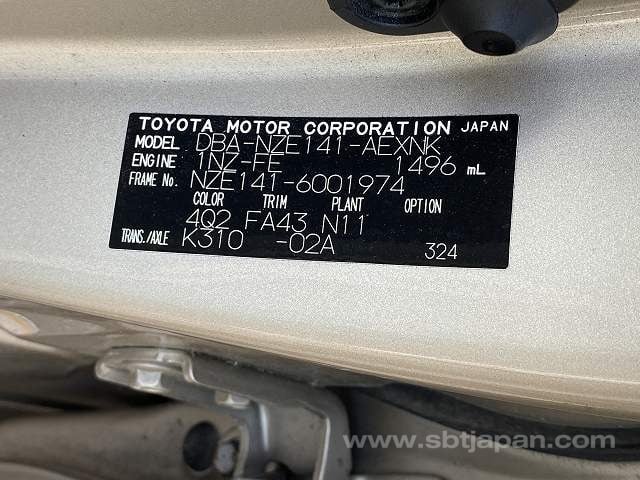 TOYOTA MOTOR CORPORATION JAPAN
MODEL DBA-NZE141-AEXNK
ENGINE 1NZ-FE 1496 mL
FRAME No. NZE141-6001974
COLOR TRIM PLANT OPTION
4Q2 FA43 N11
TRANS./AXLE K310 -02A 324
www.sbtjapan.com